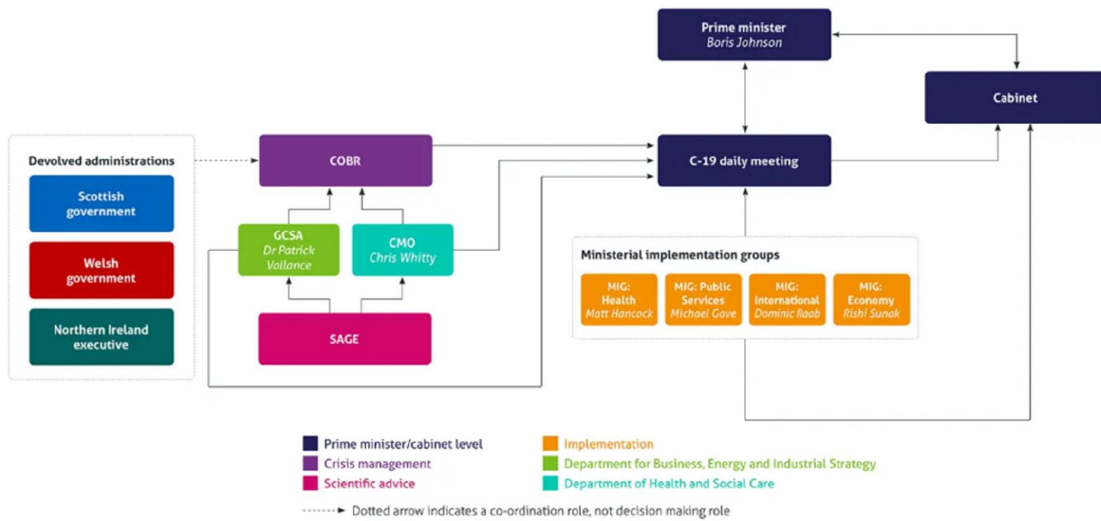 Prime minister
Boris Johnson
Cabinet
Devolved administrations
COBR
C-19 daily meeting
Scottish
government
GCSA
Dr Patrick
Vallance
CMO
Chris Whitty
Welsh
government
Ministerial implementation groups
MIG:
Health
Matt Hancock
MIG: Public
Services
Michael Gove
MIG:
International
Dominic Raab
MIG:
Economy
Rishi Sunak
Northern Ireland
executive
SAGE
Prime minister/cabinet level
Crisis management
Scientific advice
Implementation
Department for Business, Energy and Industrial Strategy
Department of Health and Social Care
Dotted arrow indicates a co-ordination role, not decision making role